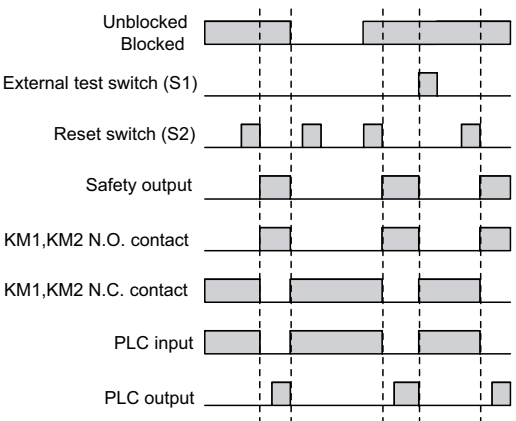 Unblocked
Blocked
External test switch (S1)
Reset switch (S2)
Safety output
KM1,KM2 N.O. contact
KM1,KM2 N.C. contact
PLC input
PLC output